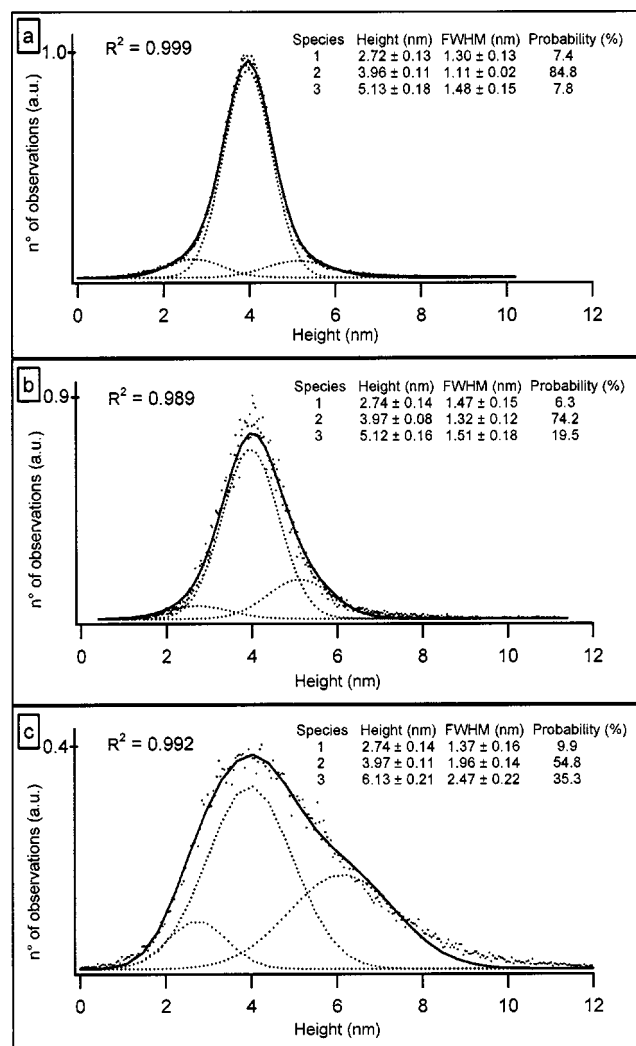 a
R² = 0.999
Species Height (nm) FWHM (nm) Probability (%)
1 2.72 ± 0.13 1.30 ± 0.13 7.4
2 3.96 ± 0.11 1.11 ± 0.02 84.8
3 5.13 ± 0.18 1.48 ± 0.15 7.8
1.0
n° of observations (a.u.)
0 2 4 6 8 10 12
Height (nm)
b
R² = 0.989
Species Height (nm) FWHM (nm) Probability (%)
1 2.74 ± 0.14 1.47 ± 0.15 6.3
2 3.97 ± 0.08 1.32 ± 0.12 74.2
3 5.12 ± 0.16 1.51 ± 0.18 19.5
0.9
n° of observations (a.u.)
0 2 4 6 8 10 12
Height (nm)
c
R² = 0.992
Species Height (nm) FWHM (nm) Probability (%)
1 2.74 ± 0.14 1.37 ± 0.16 9.9
2 3.97 ± 0.11 1.96 ± 0.14 54.8
3 6.13 ± 0.21 2.47 ± 0.22 35.3
0.4
n° of observations (a.u.)
0 2 4 6 8 10 12
Height (nm)